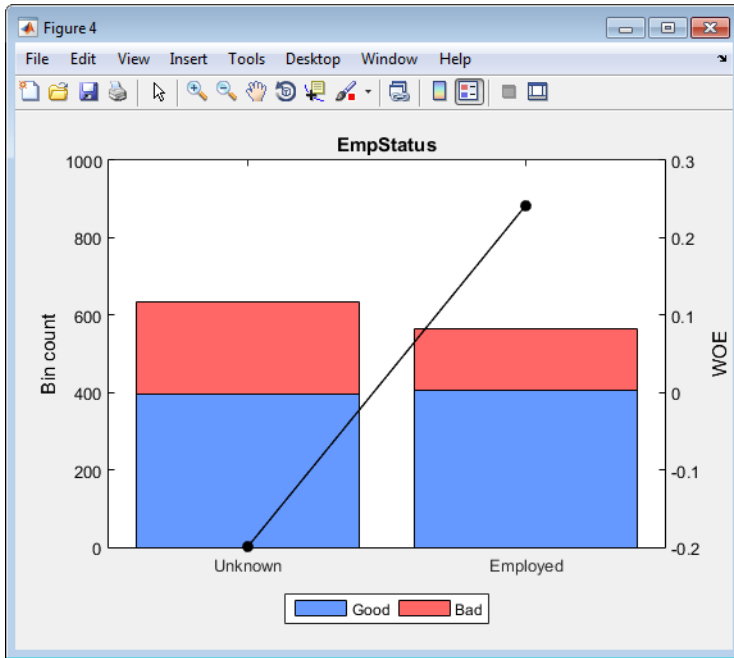 Figure 4
File Edit View Insert Tools Desktop Window Help
EmpStatus
1000
800
600
400
200
0
Bin count
0.3
0.2
0.1
0
-0.1
-0.2
WOE
Unknown Employed
Good Bad